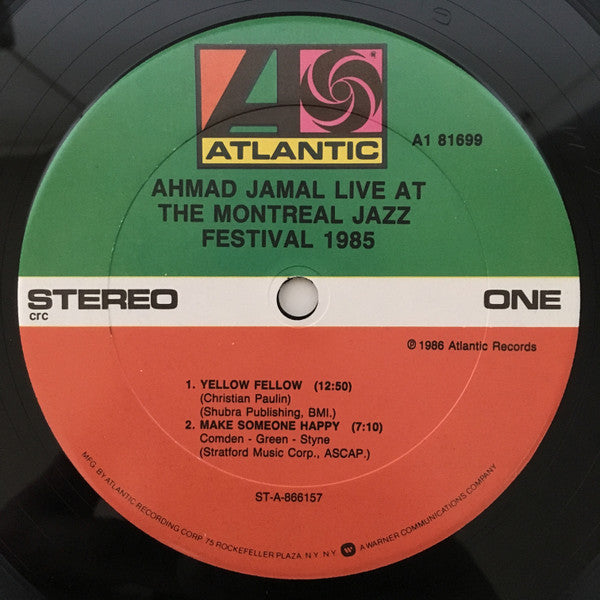 ATLANTIC
A1 81699
AHMAD JAMAL LIVE AT
THE MONTREAL JAZZ
FESTIVAL 1985
STEREO
crc
ONE
℗ 1986 Atlantic Records
1. YELLOW FELLOW (12:50)
(Christian Paulin)
(Shubra Publishing, BMI.)
2. MAKE SOMEONE HAPPY (7:10)
Comden - Green - Styne
(Stratford Music Corp., ASCAP.)
ST-A-866157
MFG. BY ATLANTIC RECORDING CORP. 75 ROCKEFELLER PLAZA, N.Y. N.Y. A WARNER COMMUNICATIONS COMPANY